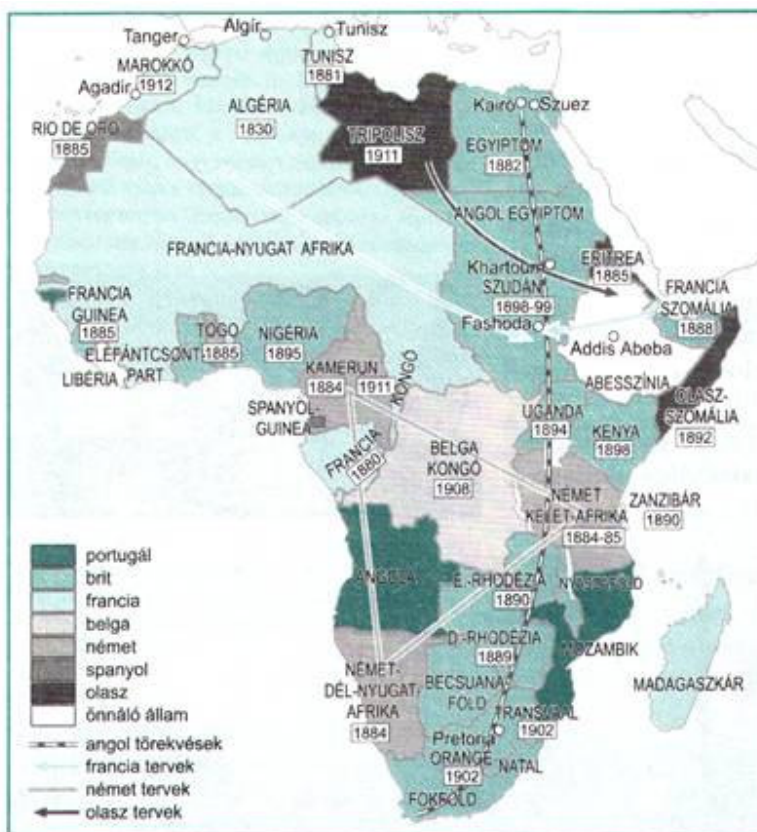 Tanger
Algír
Tunisz
MAROKKÓ
1912
TUNISZ
1881
Agadir
ALGÉRIA
1830
Kairó
Szuez
RIO DE ORO
1885
TRIPOLISZ
1911
EGYIPTOM
1882
ANGOL EGYIPTOM
FRANCIA-NYUGAT AFRIKA
ERITREA
1885
Khartoum
SZUDÁN
1898-99
FRANCIA
SZOMÁLIA
1888
FRANCIA
GUINEA
1885
TOGO
1885
NIGÉRIA
1895
Fashoda
Addis Abeba
ELEFÁNTCSONT
PART
LIBÉRIA
KAMERUN
1884
1911
KONGÓ
ABESSZÍNIA
OLASZ-
SZOMÁLIA
1892
SPANYOL-
GUINEA
UGANDA
1894
KENYA
1898
FRANCIA
1880
BELGA
KONGÓ
1908
NÉMET
KELET-AFRIKA
1884-85
ZANZIBÁR
1890
ANGOLA
É.-RHODÉZIA
1890
D.-RHODÉZIA
1889
MOZAMBIK
NÉMET-
DÉL-NYUGAT-
AFRIKA
1884
BECSUANA-
FÖLD
TRANSVAAL
1902
MADAGASZKÁR
Pretoria
ORANGE
1902
NATAL
FOKFÖLD
portugál
brit
francia
belga
német
spanyol
olasz
önnáló állam
angol törekvések
francia tervek
német tervek
olasz tervek